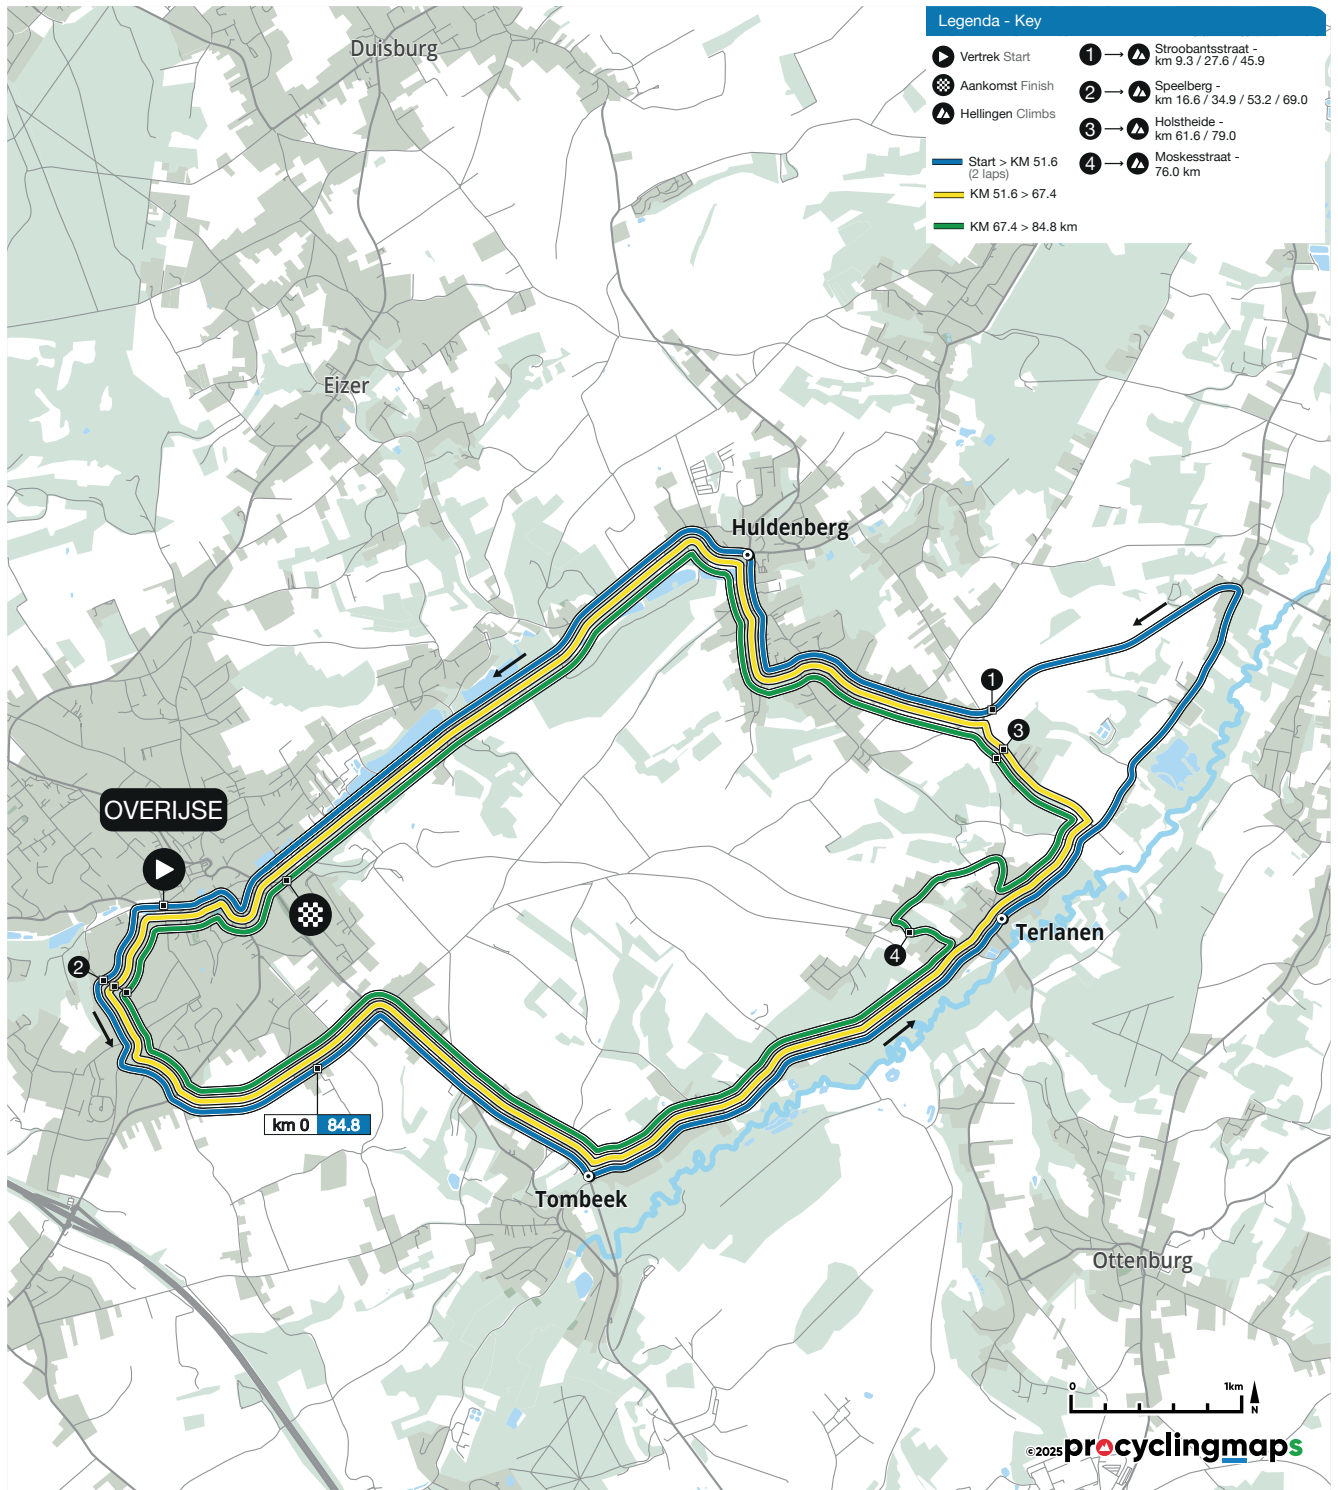 Legenda - Key
Vertrek Start
Aankomst Finish
Hellingen Climbs
Start > KM 51.6
(2 laps)
KM 51.6 > 67.4
KM 67.4 > 84.8 km
1 Stroobantsstraat -
km 9.3 / 27.6 / 45.9
2 Speelberg -
km 16.6 / 34.9 / 53.2 / 69.0
3 Holstheide -
km 61.6 / 79.0
4 Moskesstraat -
76.0 km
Duisburg
Eizer
Huldenberg
1
3
OVERIJSE
2
4
Terlanen
km 0 84.8
Tombeek
Ottenburg
0 1km
N
©2025 procyclingmaps